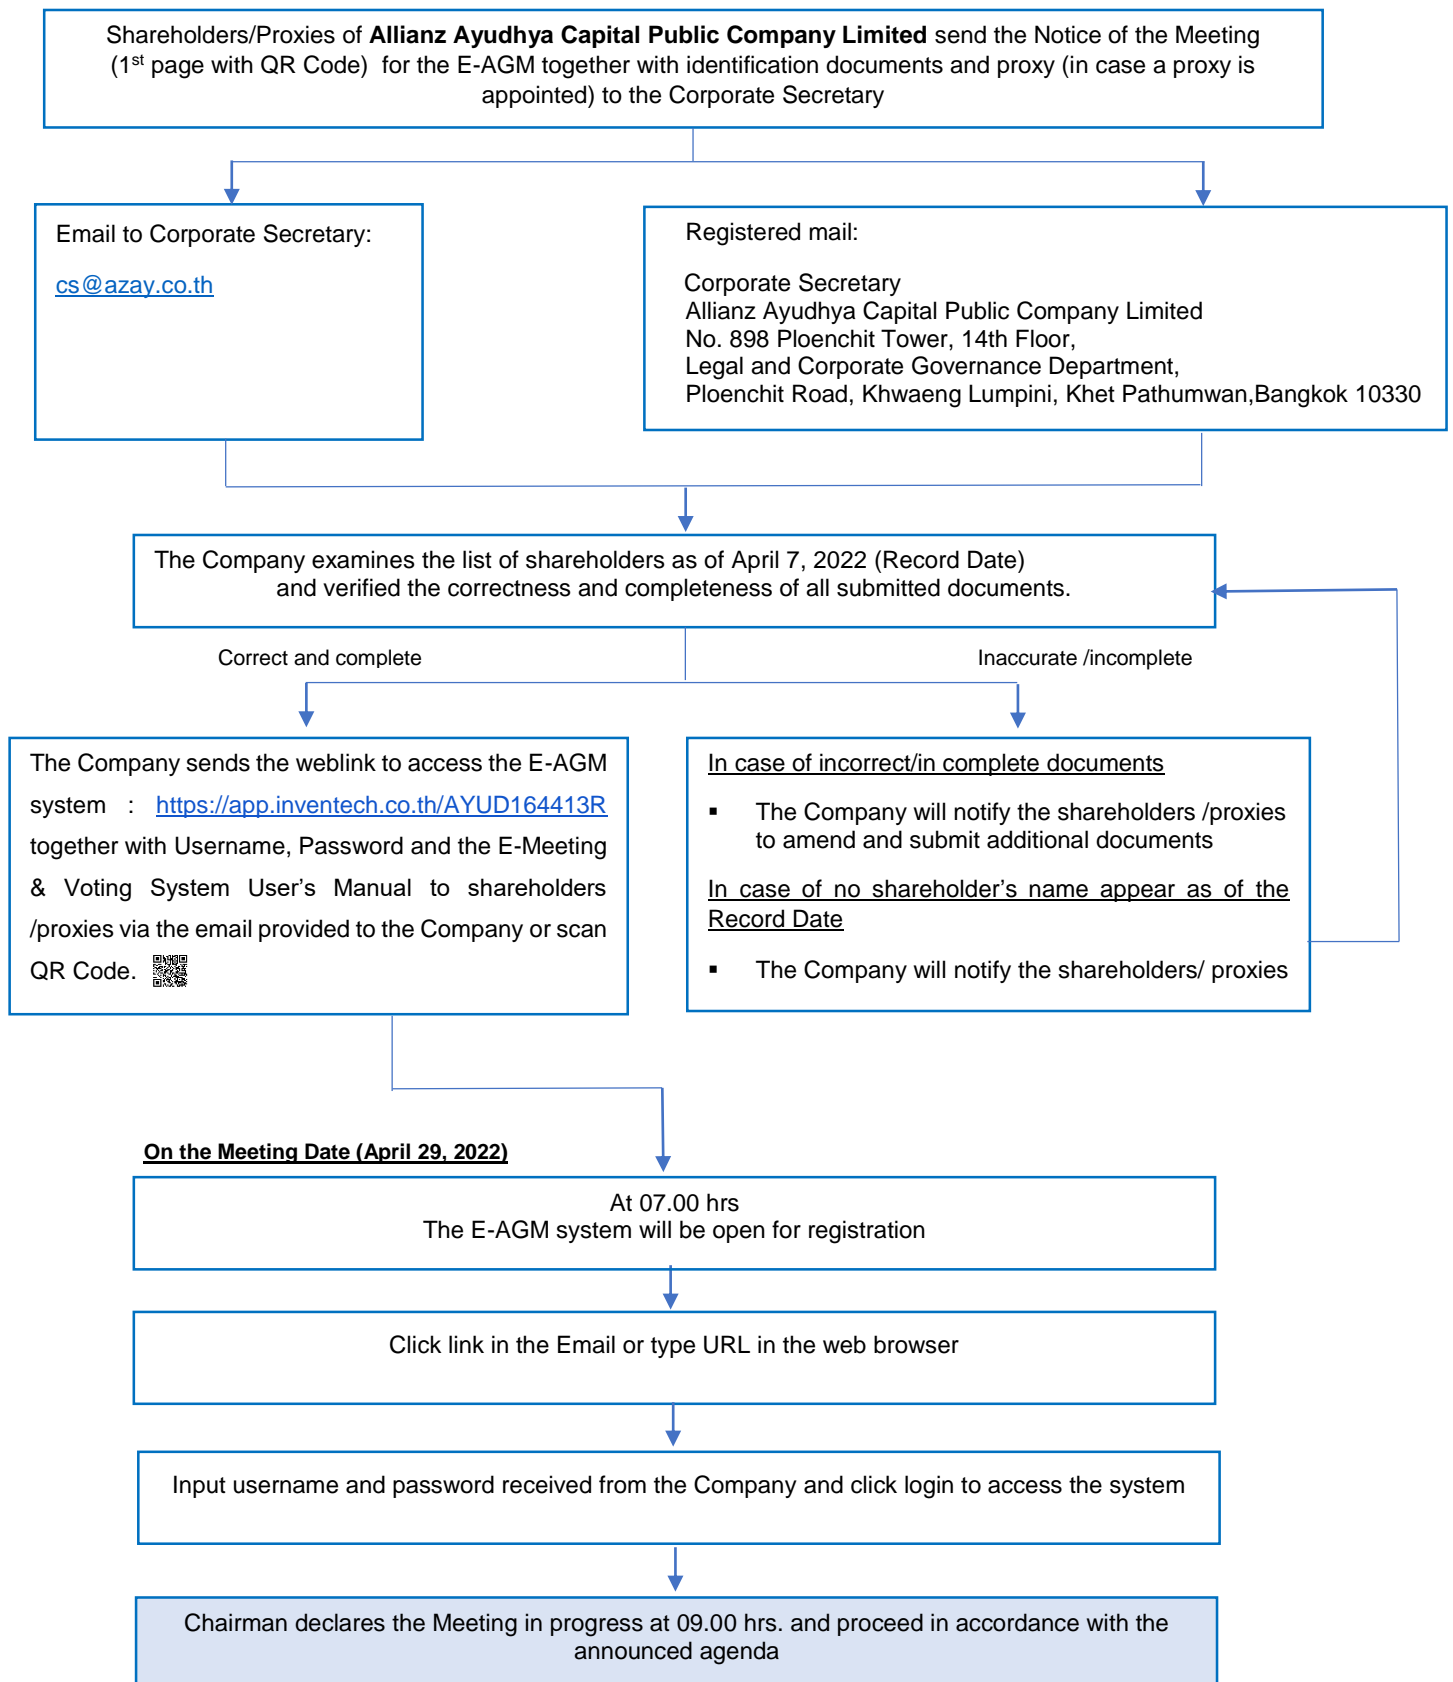 Shareholders/Proxies of Allianz Ayudhya Capital Public Company Limited send the Notice of the Meeting
(1st page with QR Code) for the E-AGM together with identification documents and proxy (in case a proxy is
appointed) to the Corporate Secretary
Email to Corporate Secretary:
cs@azay.co.th
Registered mail:
Corporate Secretary
Allianz Ayudhya Capital Public Company Limited
No. 898 Ploenchit Tower, 14th Floor,
Legal and Corporate Governance Department,
Ploenchit Road, Khwaeng Lumpini, Khet Pathumwan,Bangkok 10330
The Company examines the list of shareholders as of April 7, 2022 (Record Date)
and verified the correctness and completeness of all submitted documents.
Correct and complete
Inaccurate /incomplete
The Company sends the weblink to access the E-AGM
system : https://app.inventech.co.th/AYUD164413R
together with Username, Password and the E-Meeting
& Voting System User’s Manual to shareholders
/proxies via the email provided to the Company or scan
QR Code.
In case of incorrect/in complete documents
▪ The Company will notify the shareholders /proxies
to amend and submit additional documents
In case of no shareholder’s name appear as of the
Record Date
▪ The Company will notify the shareholders/ proxies
On the Meeting Date (April 29, 2022)
At 07.00 hrs
The E-AGM system will be open for registration
Click link in the Email or type URL in the web browser
Input username and password received from the Company and click login to access the system
Chairman declares the Meeting in progress at 09.00 hrs. and proceed in accordance with the
announced agenda